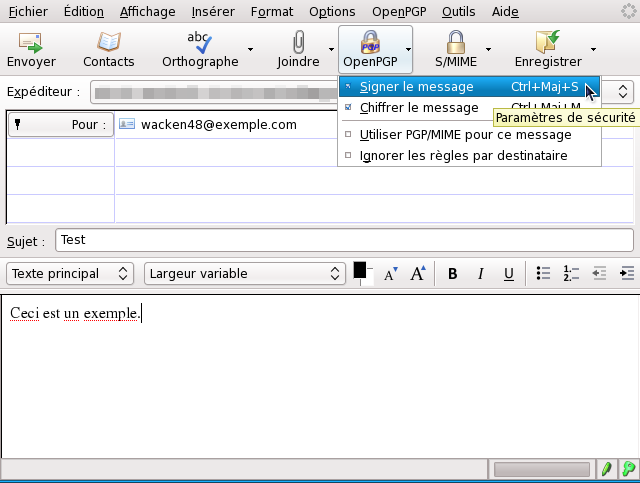 Fichier Édition Affichage Insérer Format Options OpenPGP Outils Aide
abc PGP
Envoyer Contacts Orthographe Joindre OpenPGP S/MIME Enregistrer
Expéditeur :
Signer le message Ctrl+Maj+S
Chiffrer le message Ctrl+Maj+M
Paramètres de sécurité
Utiliser PGP/MIME pour ce message
Ignorer les règles par destinataire
Pour : wacken48@exemple.com
Sujet : Test
Texte principal Largeur variable A A B I U
Ceci est un exemple.